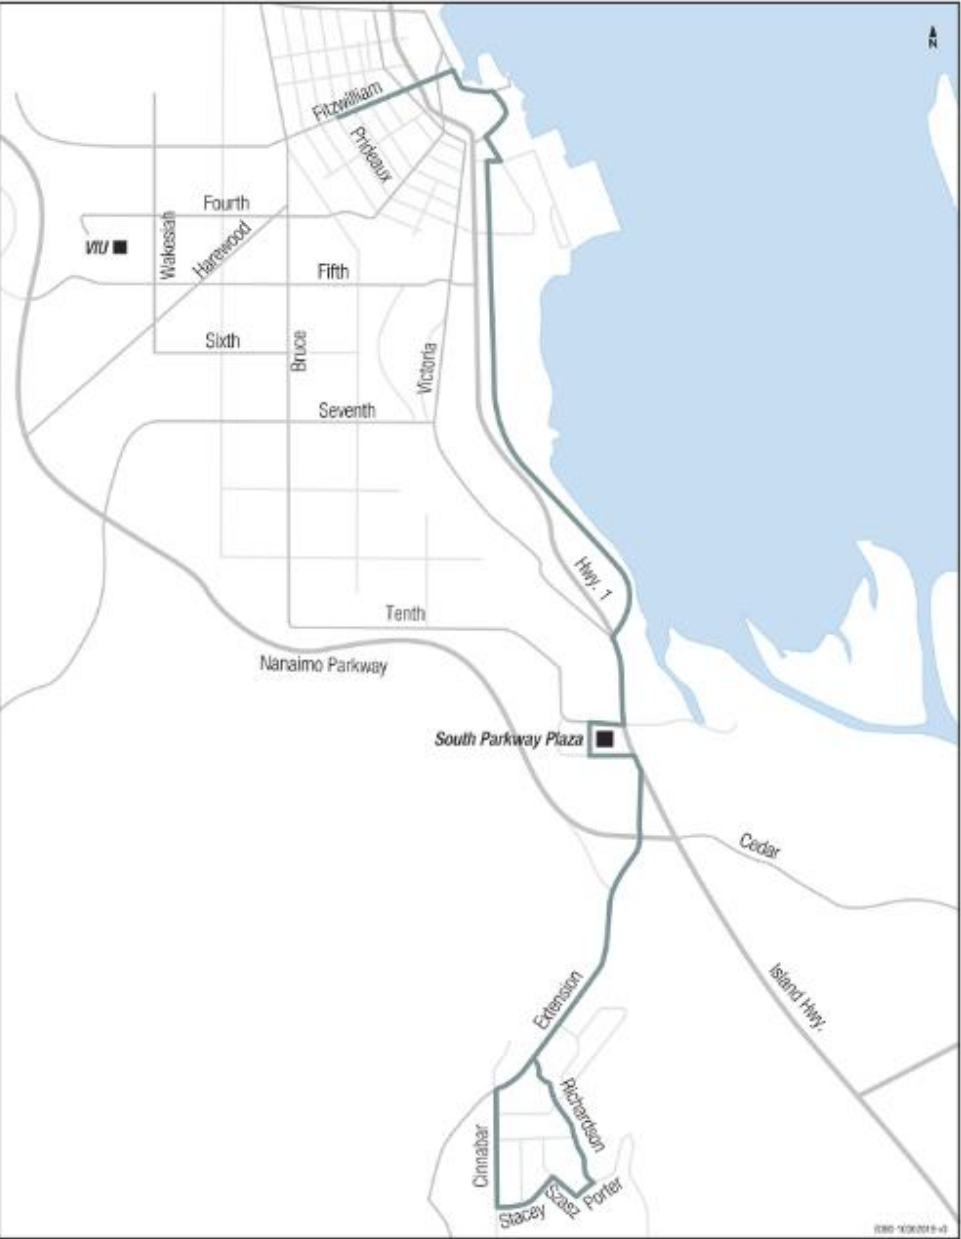 N
Fitzwilliam
Prideaux
Fourth
Wakesiah
Harewood
VIU
Fifth
Sixth
Bruce
Victoria
Seventh
Hwy. 1
Tenth
Nanaimo Parkway
South Parkway Plaza
Cedar
Island Hwy.
Extension
Richardson
Cinnabar
Stacey
Szasz
Porter